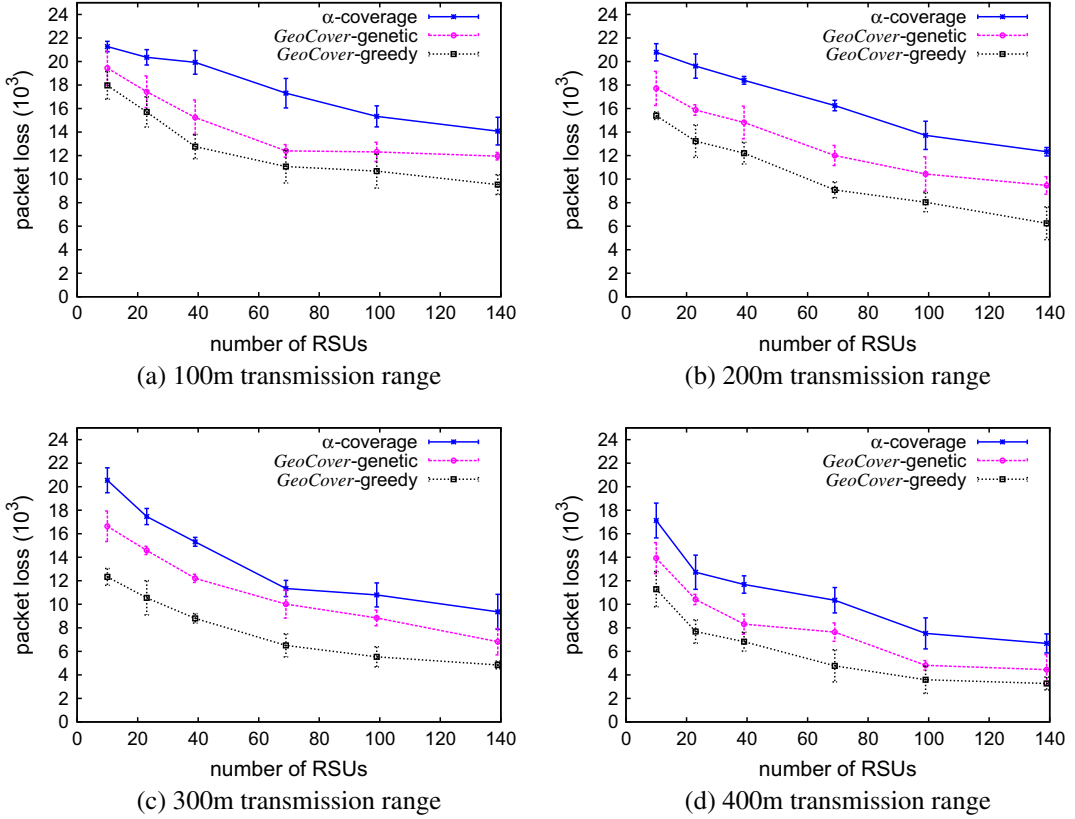 24
22
20
18
16
14
12
10
8
6
4
2
0
packet loss (10³)
α-coverage
GeoCover-genetic
GeoCover-greedy
0 20 40 60 80 100 120 140
number of RSUs
(a) 100m transmission range
24
22
20
18
16
14
12
10
8
6
4
2
0
packet loss (10³)
α-coverage
GeoCover-genetic
GeoCover-greedy
0 20 40 60 80 100 120 140
number of RSUs
(b) 200m transmission range
24
22
20
18
16
14
12
10
8
6
4
2
0
packet loss (10³)
α-coverage
GeoCover-genetic
GeoCover-greedy
0 20 40 60 80 100 120 140
number of RSUs
(c) 300m transmission range
24
22
20
18
16
14
12
10
8
6
4
2
0
packet loss (10³)
α-coverage
GeoCover-genetic
GeoCover-greedy
0 20 40 60 80 100 120 140
number of RSUs
(d) 400m transmission range